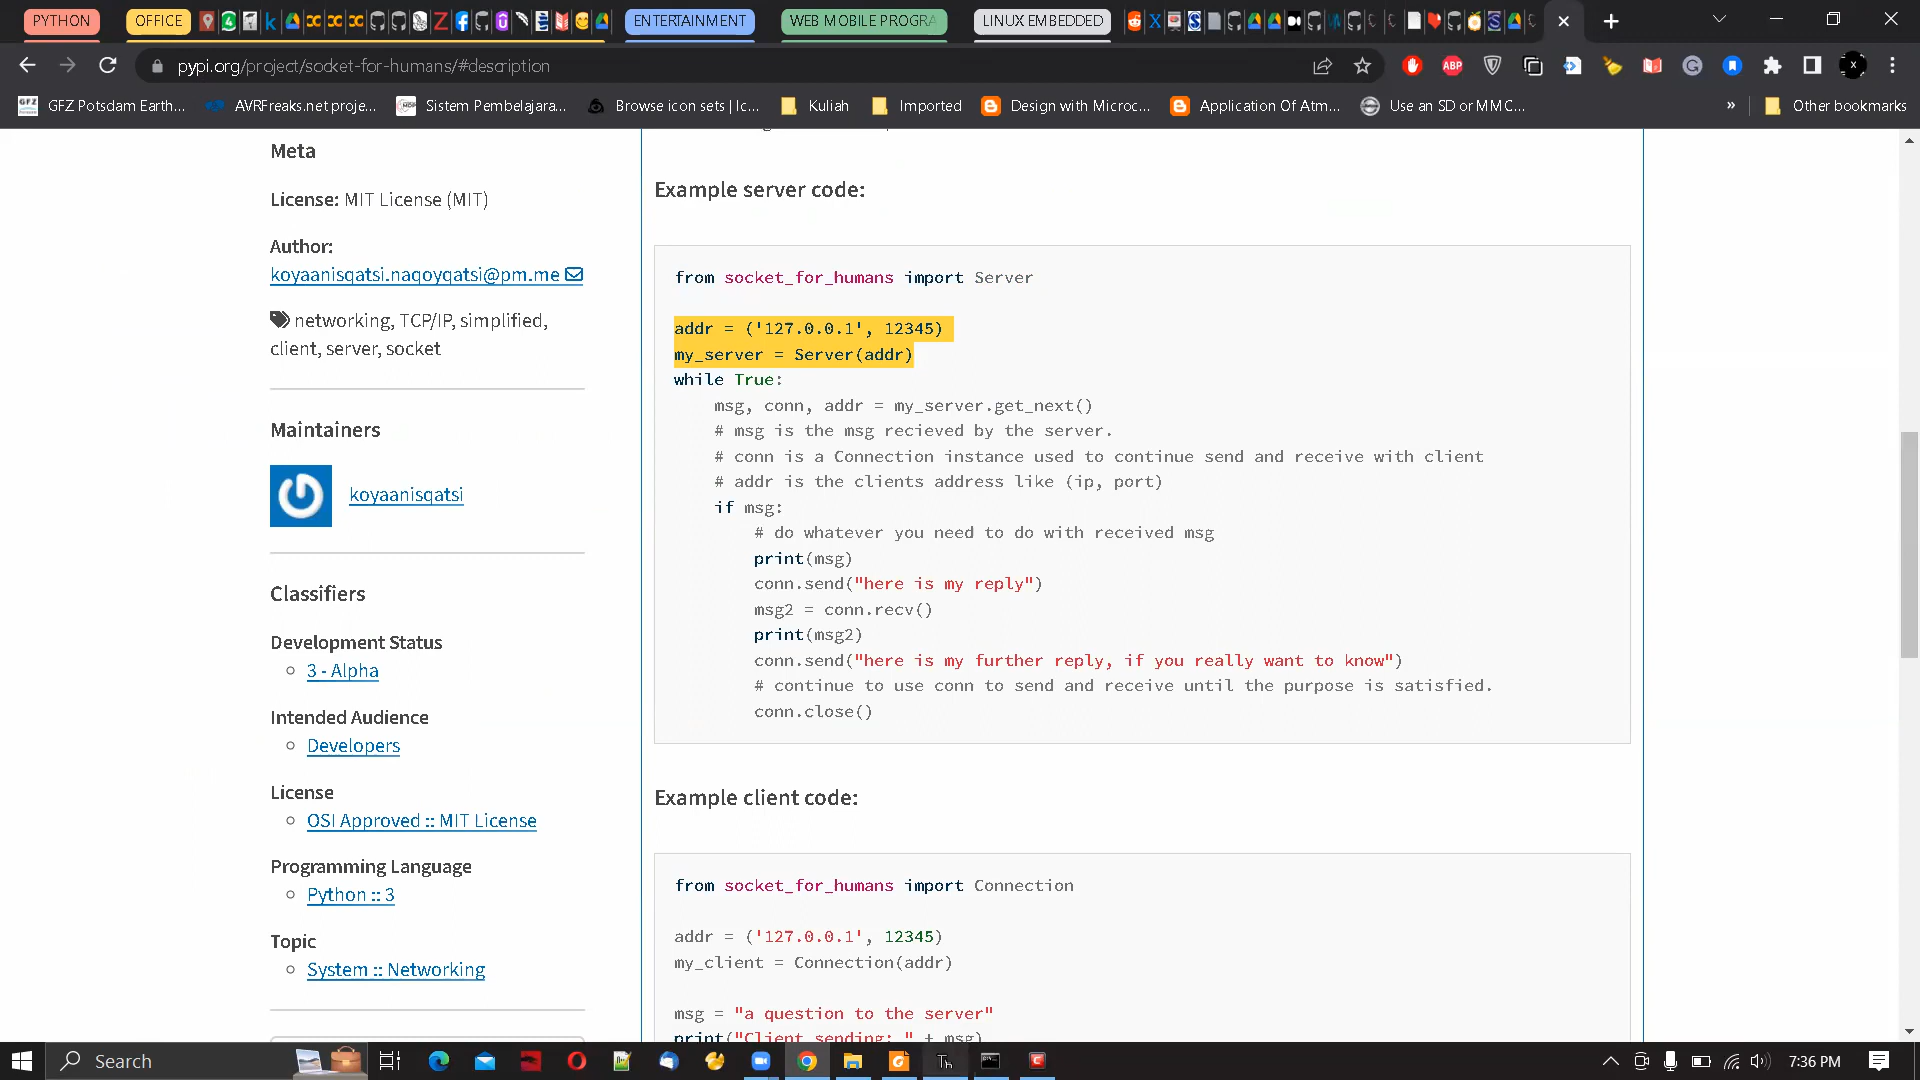 PYTHON
OFFICE
ENTERTAINMENT
WEB MOBILE PROGRA
LINUX EMBEDDED
pypi.org/project/socket-for-humans/#description
GFZ Potsdam Earth...
AVRFreaks.net proje...
Sistem Pembelajara...
Browse icon sets | Ic...
Kuliah
Imported
Design with Microc...
Application Of Atm...
Use an SD or MMC...
»
Other bookmarks
Meta
License: MIT License (MIT)
Author:
koyaanisqatsi.naqoyqatsi@pm.me
networking, TCP/IP, simplified,
client, server, socket
Maintainers
koyaanisqatsi
Classifiers
Development Status
3 - Alpha
Intended Audience
Developers
License
OSI Approved :: MIT License
Programming Language
Python :: 3
Topic
System :: Networking
Example server code:
from socket_for_humans import Server
addr = ('127.0.0.1', 12345)
my_server = Server(addr)
while True:
    msg, conn, addr = my_server.get_next()
    # msg is the msg recieved by the server.
    # conn is a Connection instance used to continue send and receive with client
    # addr is the clients address like (ip, port)
    if msg:
        # do whatever you need to do with received msg
        print(msg)
        conn.send("here is my reply")
        msg2 = conn.recv()
        print(msg2)
        conn.send("here is my further reply, if you really want to know")
        # continue to use conn to send and receive until the purpose is satisfied.
        conn.close()
Example client code:
from socket_for_humans import Connection
addr = ('127.0.0.1', 12345)
my_client = Connection(addr)
msg = "a question to the server"
print("Client sending: " + msg)
Search
7:36 PM